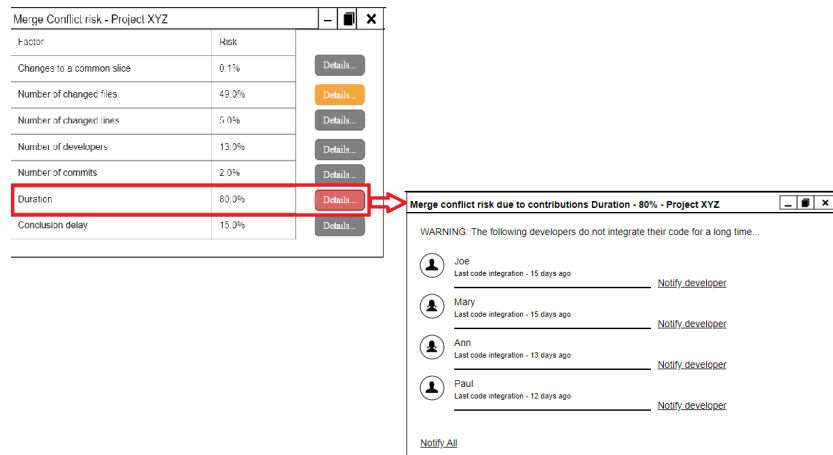 Merge Conflict risk - Project XYZ
Factor Risk
Changes to a common slice 0.1% Details...
Number of changed files 49.0% Details...
Number of changed lines 5.0% Details...
Number of developers 13.0% Details...
Number of commits 2.0% Details...
Duration 80.0% Details...
Conclusion delay 15.0% Details...
Merge conflict risk due to contributions Duration - 80% - Project XYZ
WARNING: The following developers do not integrate their code for a long time...
Joe
Last code integration - 15 days ago
Notify developer
Mary
Last code integration - 15 days ago
Notify developer
Ann
Last code integration - 13 days ago
Notify developer
Paul
Last code integration - 12 days ago
Notify developer
Notify All